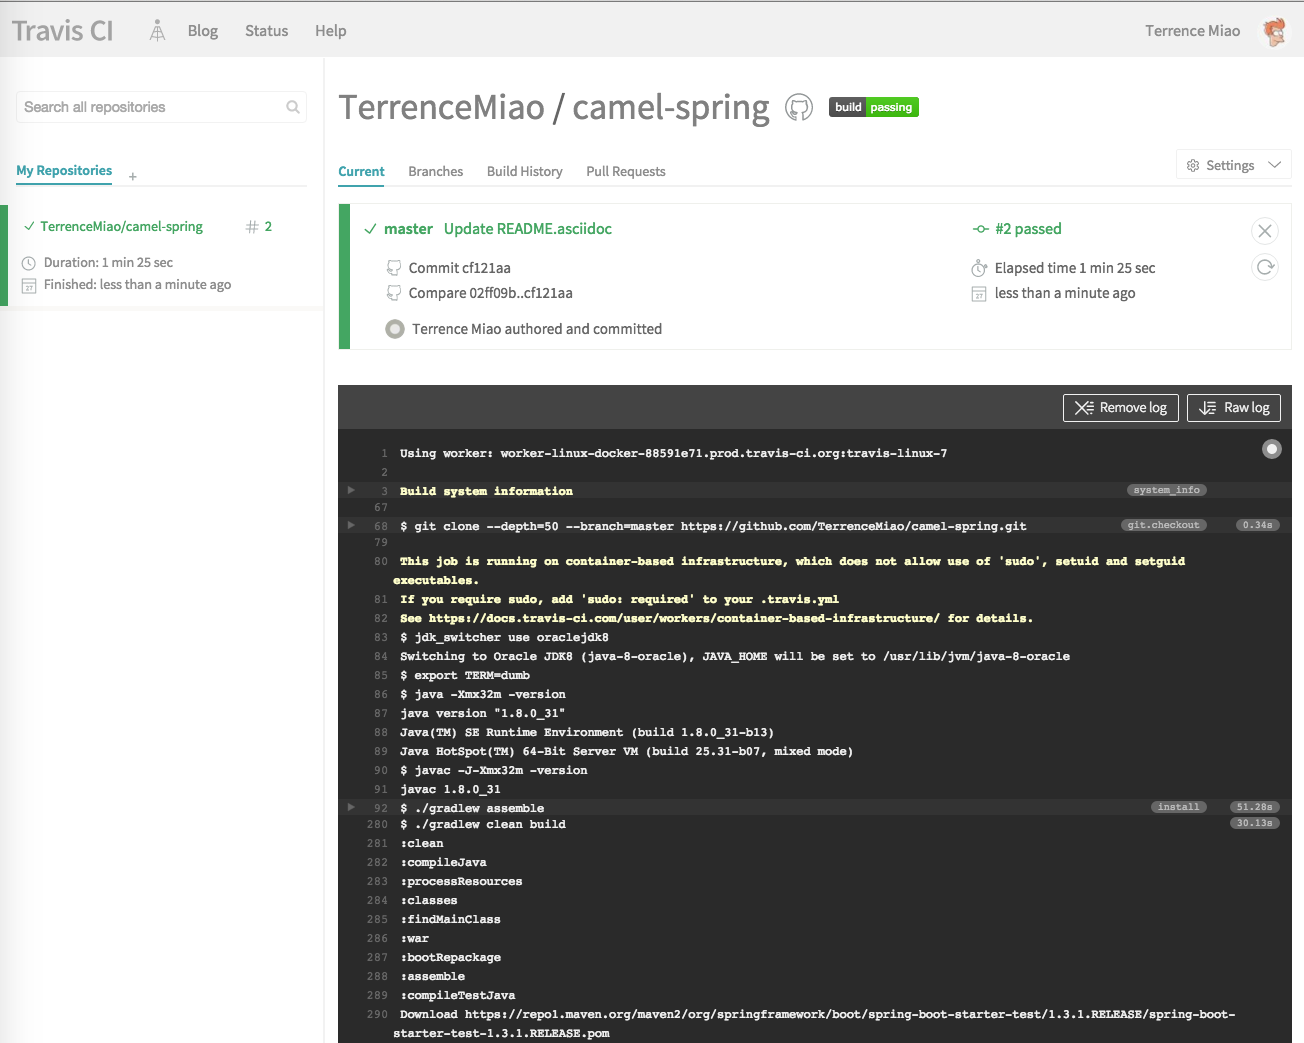 Travis CI Blog Status Help Terrence Miao
Search all repositories
My Repositories +
TerrenceMiao/camel-spring # 2
Duration: 1 min 25 sec
27 Finished: less than a minute ago
TerrenceMiao / camel-spring build passing
Current Branches Build History Pull Requests Settings
master Update README.asciidoc #2 passed
Commit cf121aa Elapsed time 1 min 25 sec
Compare 02ff09b..cf121aa 27 less than a minute ago
Terrence Miao authored and committed
Remove log Raw log
1 Using worker: worker-linux-docker-88591e71.prod.travis-ci.org:travis-linux-7
2
3 Build system information system_info
67
68 $ git clone --depth=50 --branch=master https://github.com/TerrenceMiao/camel-spring.git git.checkout 0.34s
79
80 This job is running on container-based infrastructure, which does not allow use of 'sudo', setuid and setguid
executables.
81 If you require sudo, add 'sudo: required' to your .travis.yml
82 See https://docs.travis-ci.com/user/workers/container-based-infrastructure/ for details.
83 $ jdk_switcher use oraclejdk8
84 Switching to Oracle JDK8 (java-8-oracle), JAVA_HOME will be set to /usr/lib/jvm/java-8-oracle
85 $ export TERM=dumb
86 $ java -Xmx32m -version
87 java version "1.8.0_31"
88 Java(TM) SE Runtime Environment (build 1.8.0_31-b13)
89 Java HotSpot(TM) 64-Bit Server VM (build 25.31-b07, mixed mode)
90 $ javac -J-Xmx32m -version
91 javac 1.8.0_31
92 $ ./gradlew assemble install 51.28s
280 $ ./gradlew clean build 30.13s
281 :clean
282 :compileJava
283 :processResources
284 :classes
285 :findMainClass
286 :war
287 :bootRepackage
288 :assemble
289 :compileTestJava
290 Download https://repo1.maven.org/maven2/org/springframework/boot/spring-boot-starter-test/1.3.1.RELEASE/spring-boot-
starter-test-1.3.1.RELEASE.pom